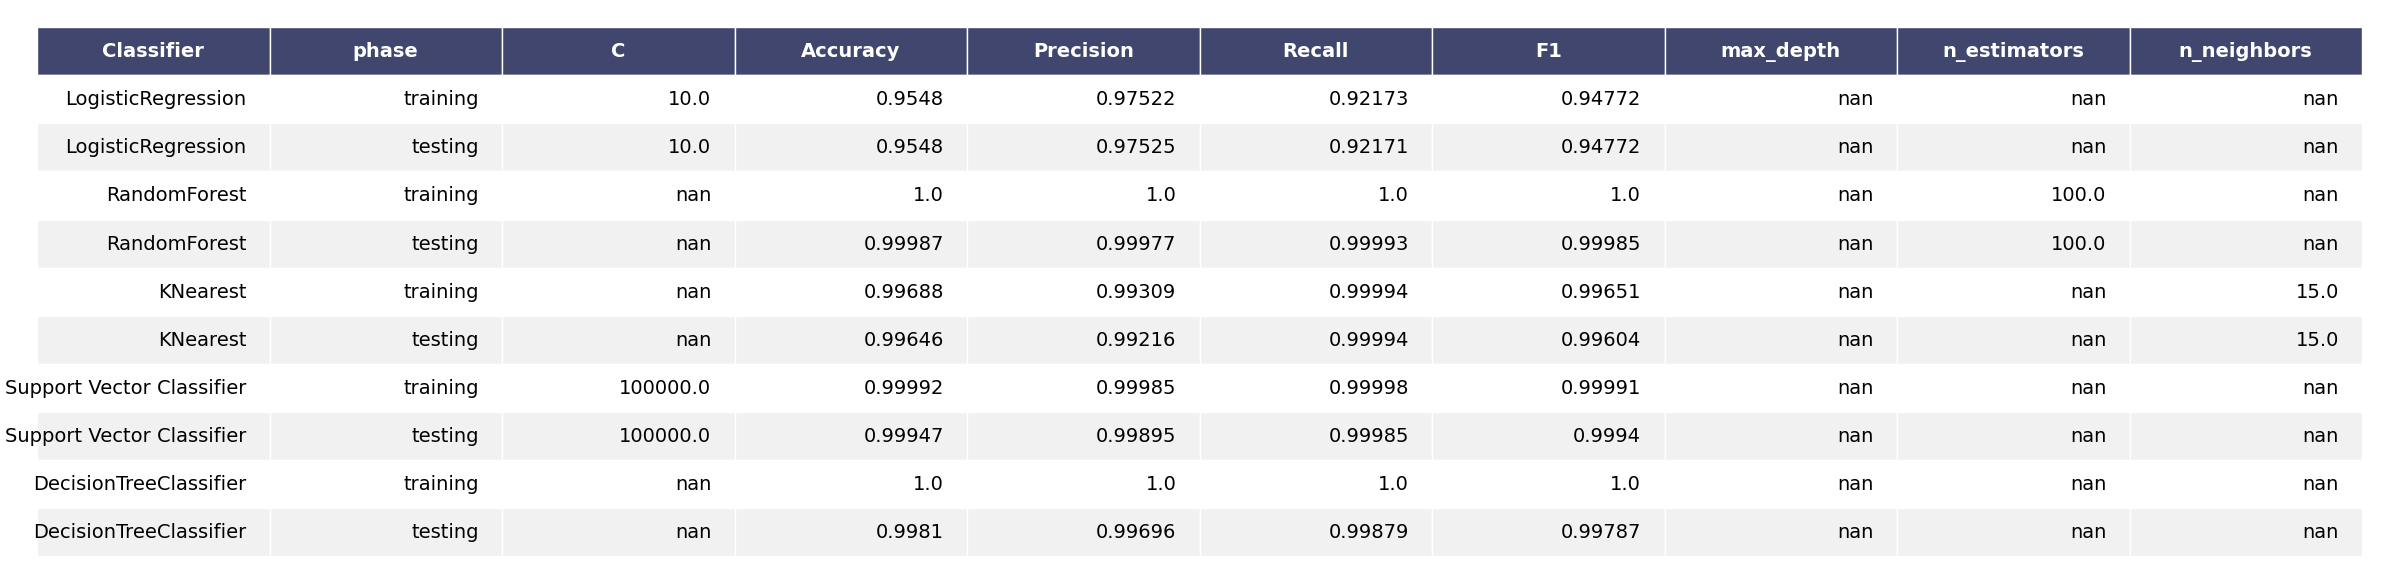 Classifier phase C Accuracy Precision Recall F1 max_depth n_estimators n_neighbors
LogisticRegression training 10.0 0.9548 0.97522 0.92173 0.94772 nan nan nan
LogisticRegression testing 10.0 0.9548 0.97525 0.92171 0.94772 nan nan nan
RandomForest training nan 1.0 1.0 1.0 1.0 nan 100.0 nan
RandomForest testing nan 0.99987 0.99977 0.99993 0.99985 nan 100.0 nan
KNearest training nan 0.99688 0.99309 0.99994 0.99651 nan nan 15.0
KNearest testing nan 0.99646 0.99216 0.99994 0.99604 nan nan 15.0
Support Vector Classifier training 100000.0 0.99992 0.99985 0.99998 0.99991 nan nan nan
Support Vector Classifier testing 100000.0 0.99947 0.99895 0.99985 0.9994 nan nan nan
DecisionTreeClassifier training nan 1.0 1.0 1.0 1.0 nan nan nan
DecisionTreeClassifier testing nan 0.9981 0.99696 0.99879 0.99787 nan nan nan